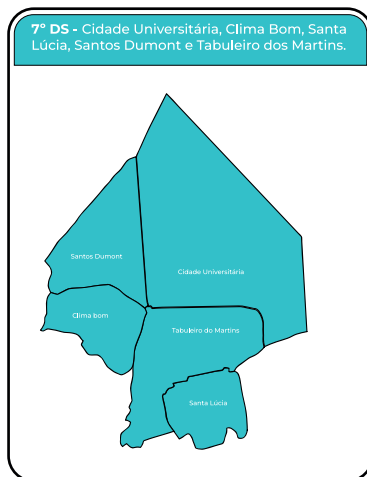 7º DS - Cidade Universitária, Clima Bom, Santa
Lúcia, Santos Dumont e Tabuleiro dos Martins.
Santos Dumont
Cidade Universitária
Clima bom
Tabuleiro do Martins
Santa Lúcia